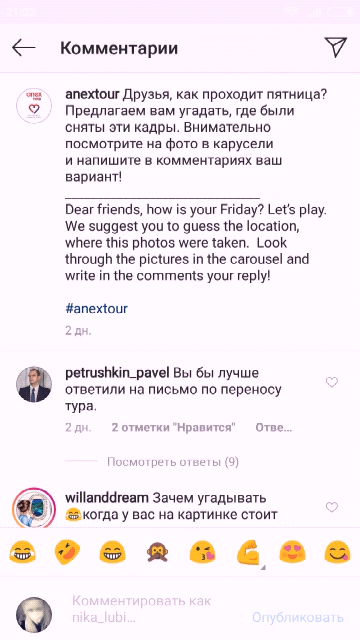 Комментарии
anextour Друзья, как проходит пятница?
Предлагаем вам угадать, где были
сняты эти кадры. Внимательно
посмотрите на фото в карусели
и напишите в комментариях ваш
вариант!
Dear friends, how is your Friday? Let's play.
We suggest you to guess the location,
where this photos were taken. Look
through the pictures in the carousel and
write in the comments your reply!
#anextour
2 дн.
petrushkin_pavel Вы бы лучше
ответили на письмо по переносу
тура.
2 дн. 2 отметки "Нравится" Отве...
Посмотреть ответы (9)
willanddream Зачем угадывать
😂когда у вас на картинке стоит
Комментировать как
nika_lubi... Опубликовать